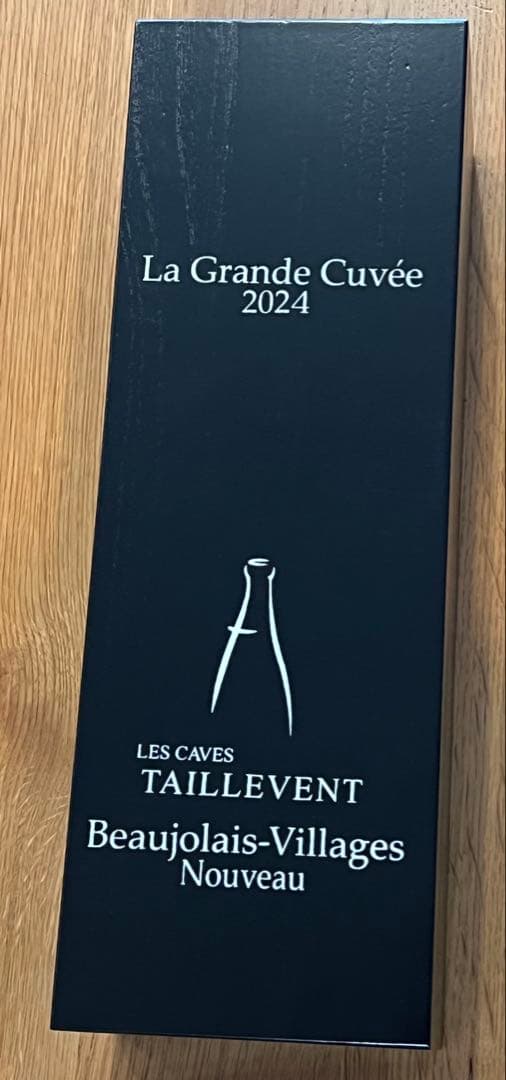 La Grande Cuvée
2024
LES CAVES
TAILLEVENT
Beaujolais-Villages
Nouveau